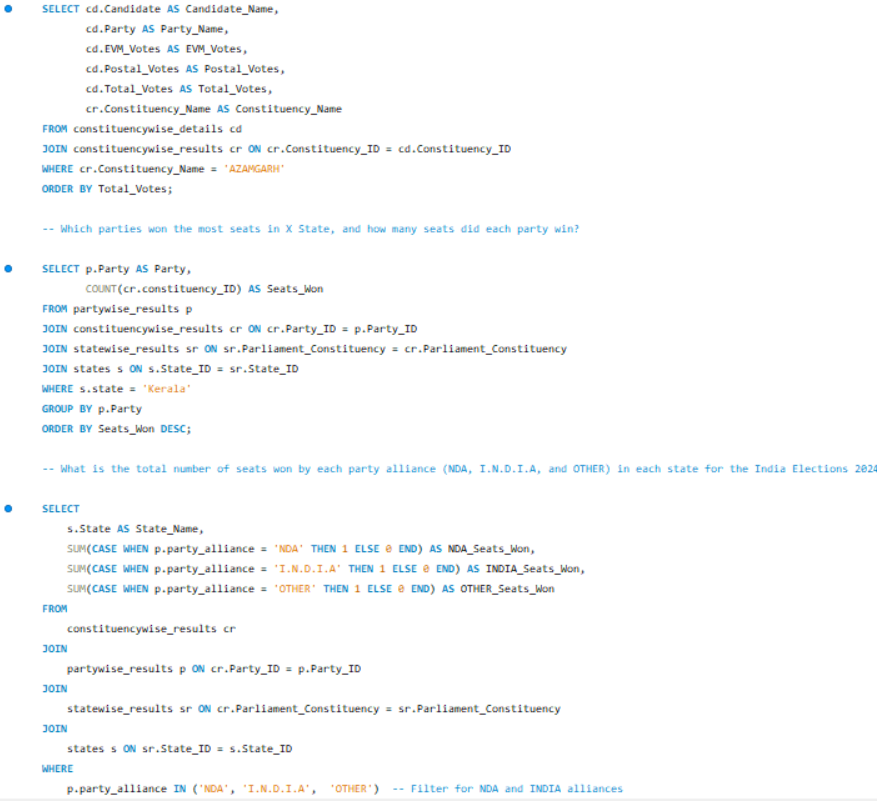 SELECT cd.Candidate AS Candidate_Name,
cd.Party AS Party_Name,
cd.EVM_Votes AS EVM_Votes,
cd.Postal_Votes AS Postal_Votes,
cd.Total_Votes AS Total_Votes,
cr.Constituency_Name AS Constituency_Name
FROM constituencywise_details cd
JOIN constituencywise_results cr ON cr.Constituency_ID = cd.Constituency_ID
WHERE cr.Constituency_Name = 'AZAMGARH'
ORDER BY Total_Votes;
-- Which parties won the most seats in X State, and how many seats did each party win?
SELECT p.Party AS Party,
COUNT(cr.constituency_ID) AS Seats_Won
FROM partywise_results p
JOIN constituencywise_results cr ON cr.Party_ID = p.Party_ID
JOIN statewise_results sr ON sr.Parliament_Constituency = cr.Parliament_Constituency
JOIN states s ON s.State_ID = sr.State_ID
WHERE s.state = 'Kerala'
GROUP BY p.Party
ORDER BY Seats_Won DESC;
-- What is the total number of seats won by each party alliance (NDA, I.N.D.I.A, and OTHER) in each state for the India Elections 2024
SELECT
s.State AS State_Name,
SUM(CASE WHEN p.party_alliance = 'NDA' THEN 1 ELSE 0 END) AS NDA_Seats_Won,
SUM(CASE WHEN p.party_alliance = 'I.N.D.I.A' THEN 1 ELSE 0 END) AS INDIA_Seats_Won,
SUM(CASE WHEN p.party_alliance = 'OTHER' THEN 1 ELSE 0 END) AS OTHER_Seats_Won
FROM
constituencywise_results cr
JOIN
partywise_results p ON cr.Party_ID = p.Party_ID
JOIN
statewise_results sr ON cr.Parliament_Constituency = sr.Parliament_Constituency
JOIN
states s ON sr.State_ID = s.State_ID
WHERE
p.party_alliance IN ('NDA', 'I.N.D.I.A', 'OTHER') -- Filter for NDA and INDIA alliances